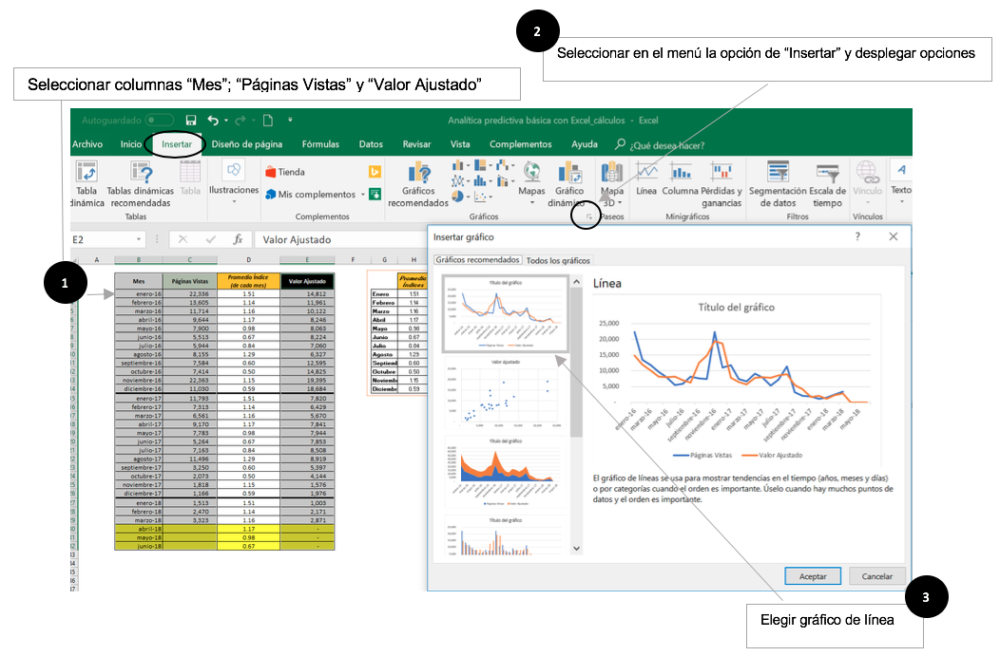 2
Seleccionar en el menú la opción de “Insertar” y desplegar opciones
Seleccionar columnas “Mes”; “Páginas Vistas” y “Valor Ajustado”
Autoguardado
Analítica predictiva básica con Excel_cálculos - Excel
Archivo Inicio Insertar Diseño de página Fórmulas Datos Revisar Vista Complementos Ayuda ¿Qué desea hacer?
Tabla dinámica
Tablas dinámicas recomendadas
Tabla
Tablas
Ilustraciones
Tienda
Mis complementos
Complementos
Gráficos recomendados
Mapas
Gráfico dinámico
Gráficos
Mapa 3D
Paseos
Línea Columna Pérdidas y ganancias
Minigráficos
Segmentación de datos
Escala de tiempo
Filtros
Vínculo
Vínculos
Texto
E2 fx Valor Ajustado
A B C D E F G H
1
Mes Páginas Vistas Promedio Índice (de cada mes) Valor Ajustado
enero-16 22,336 1.51 14,812
febrero-16 13,605 1.14 11,961
marzo-16 11,714 1.16 10,122
abril-16 9,644 1.17 8,246
mayo-16 7,900 0.98 8,063
junio-16 5,513 0.67 8,224
julio-16 5,944 0.84 7,060
agosto-16 8,155 1.29 6,327
septiembre-16 7,584 0.60 12,595
octubre-16 7,414 0.50 14,825
noviembre-16 22,363 1.15 19,395
diciembre-16 11,030 0.59 18,684
enero-17 11,793 1.51 7,820
febrero-17 7,313 1.14 6,429
marzo-17 6,561 1.16 5,670
abril-17 9,170 1.17 7,841
mayo-17 7,783 0.98 7,944
junio-17 5,264 0.67 7,853
julio-17 7,163 0.84 8,508
agosto-17 11,496 1.29 8,919
septiembre-17 3,250 0.60 5,397
octubre-17 2,073 0.50 4,144
noviembre-17 1,818 1.15 1,576
diciembre-17 1,166 0.59 1,976
enero-18 1,513 1.51 1,003
febrero-18 2,470 1.14 2,171
marzo-18 3,323 1.16 2,871
abril-18 1.17 -
mayo-18 0.98 -
junio-18 0.67 -
Promedio Índices
Enero 1.51
Febrero 1.14
Marzo 1.16
Abril 1.17
Mayo 0.98
Junio 0.67
Julio 0.84
Agosto 1.29
Septiemb 0.60
Octubre 0.50
Noviemb 1.15
Diciembr 0.59
Insertar gráfico ? ×
Gráficos recomendados Todos los gráficos
Título del gráfico
Valor Ajustado
Título del gráfico
Título del gráfico
Línea
Título del gráfico
25,000
20,000
15,000
10,000
5,000
-
enero-16 marzo-16 mayo-16 julio-16 septiembre-16 noviembre-16 enero-17 marzo-17 mayo-17 julio-17 septiembre-17 noviembre-17 enero-18 marzo-18 mayo-18
Páginas Vistas Valor Ajustado
El gráfico de líneas se usa para mostrar tendencias en el tiempo (años, meses y días)
o por categorías cuando el orden es importante. Úselo cuando hay muchos puntos de
datos y el orden es importante.
Aceptar Cancelar
3
Elegir gráfico de línea